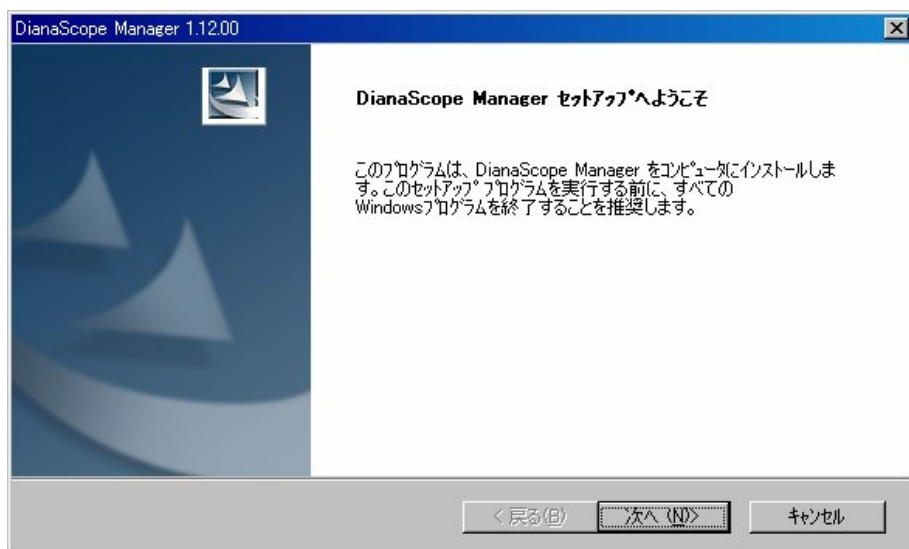 DianaScope Manager 1.12.00
DianaScope Manager ｾｯﾄｱｯﾌﾟへようこそ
このﾌﾟﾛｸﾞﾗﾑは、DianaScope Manager をｺﾝﾋﾟｭｰﾀにｲﾝｽﾄｰﾙしま
す。このｾｯﾄｱｯﾌﾟ ﾌﾟﾛｸﾞﾗﾑを実行する前に、すべての
Windowsﾌﾟﾛｸﾞﾗﾑを終了することを推奨します。
< 戻る(B)
次へ (N)>
ｷｬﾝｾﾙ